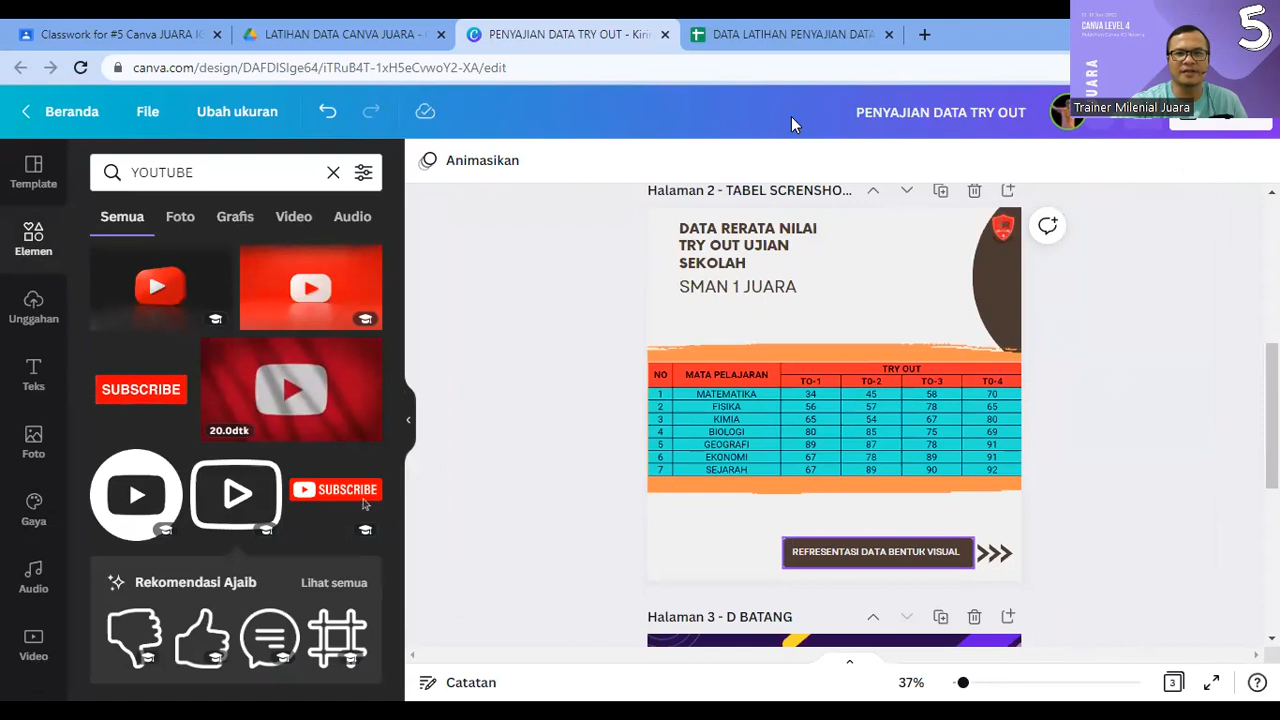 Classwork for #5 Canva JUARA K
LATIHAN DATA CANVA JUARA -
PENYAJIAN DATA TRY OUT - Kir
DATA LATIHAN PENYAJIAN DATA
canva.com/design/DAFDISIge64/iTRuB4T-1xH5eCvwoY2-XA/edit
CANVA LEVEL 4
5
JUARA
Trainer Milenial Juara
Beranda
File
Ubah ukuran
PENYAJIAN DATA TRY OUT
Template
Elemen
Unggahan
Teks
Foto
Gaya
Audio
Video
YOUTUBE
Semua Foto Grafis Video Audio
SUBSCRIBE
20.0dtk
SUBSCRIBE
Rekomendasi Ajaib
Lihat semua
Animasikan
Halaman 2 - TABEL SCRENSHO...
DATA RERATA NILAI
TRY OUT UJIAN
SEKOLAH
SMAN 1 JUARA
NO MATA PELAJARAN TRY OUT
TO-1 T0-2 TO-3 T0-4
1 MATEMATIKA 34 45 58 70
2 FISIKA 56 57 78 65
3 KIMIA 65 54 67 80
4 BIOLOGI 80 85 75 69
5 GEOGRAFI 89 87 78 91
6 EKONOMI 67 78 89 91
7 SEJARAH 67 89 90 92
REFRESENTASI DATA BENTUK VISUAL
Halaman 3 - D BATANG
Catatan
37%
3